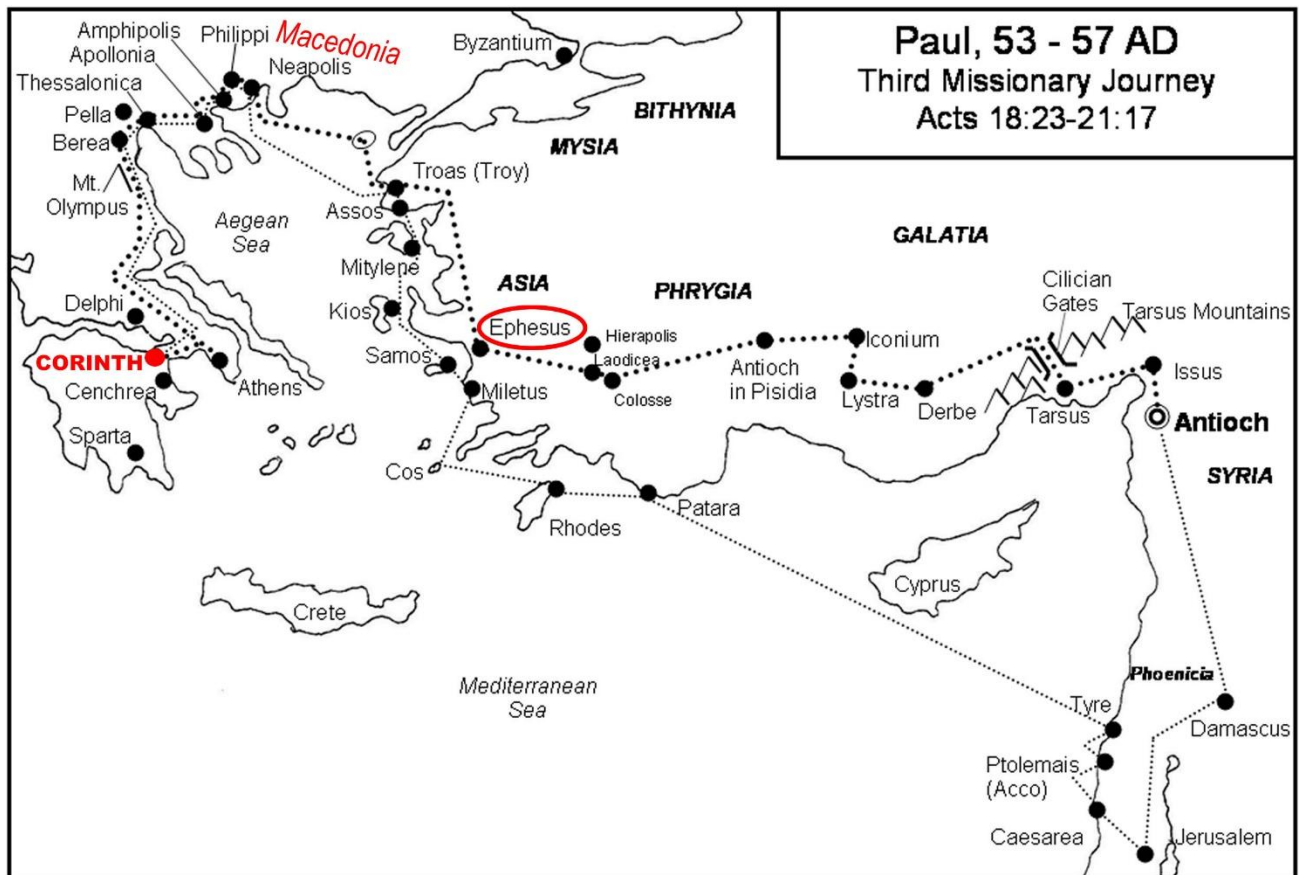 Paul, 53 - 57 AD
Third Missionary Journey
Acts 18:23-21:17
Amphipolis
Apollonia
Thessalonica
Philippi
Macedonia
Neapolis
Byzantium
Pella
Berea
Mt.
Olympus
BITHYNIA
MYSIA
Troas (Troy)
Assos
Aegean
Sea
Mitylene
GALATIA
ASIA
PHRYGIA
Cilician
Gates
Tarsus Mountains
Delphi
Kios
Ephesus
Hierapolis
Laodicea
Colosse
Iconium
Antioch
in Pisidia
Lystra
Derbe
Tarsus
Issus
CORINTH
Cenchrea
Athens
Samos
Miletus
Antioch
SYRIA
Sparta
Cos
Rhodes
Patara
Cyprus
Crete
Mediterranean
Sea
Phoenicia
Tyre
Damascus
Ptolemais
(Acco)
Caesarea
Jerusalem